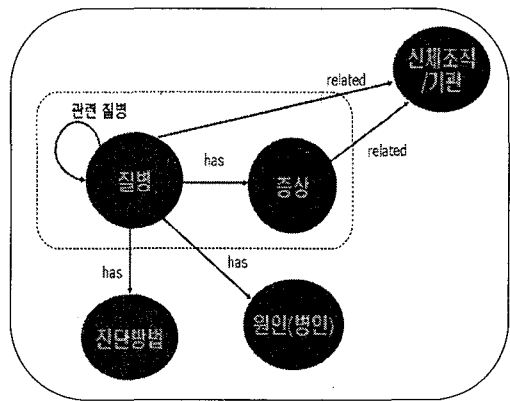 신체조직
/기관
related
관련 질병
has
related
질병
증상
has
has
진단방법
원인(병인)